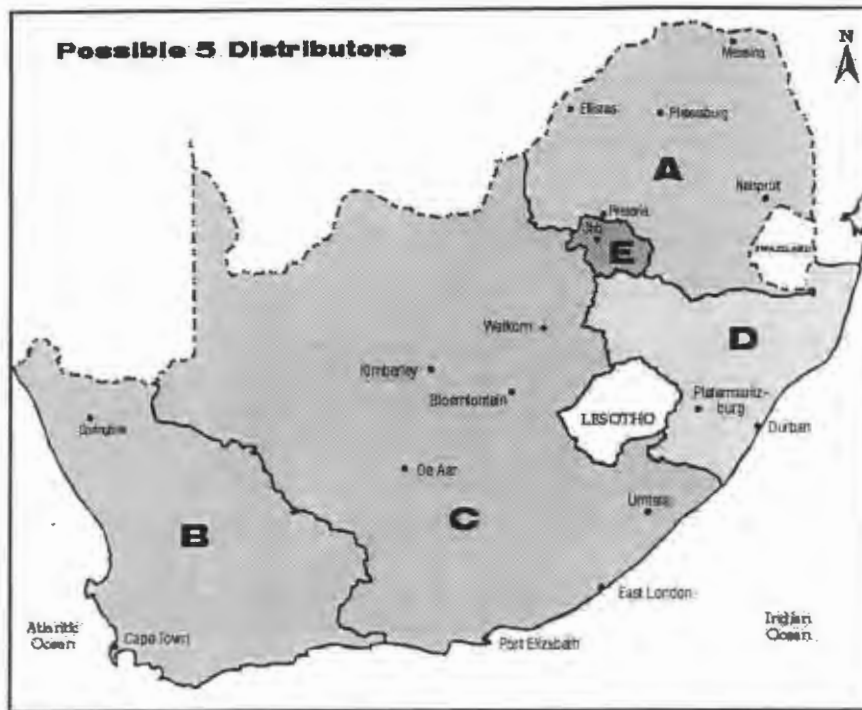 Possible 5 Distributors
N
Messina
Ellisras
Pietersburg
A
Nelspruit
Pretoria
Jhb
E
SWAZILAND
Welkom
D
Kimberley
Bloemfontein
Pietermaritz-
burg
LESOTHO
Durban
Springbok
De Aar
Umtata
B
C
East London
Atlantic
Ocean
Cape Town
Port Elizabeth
Indian
Ocean